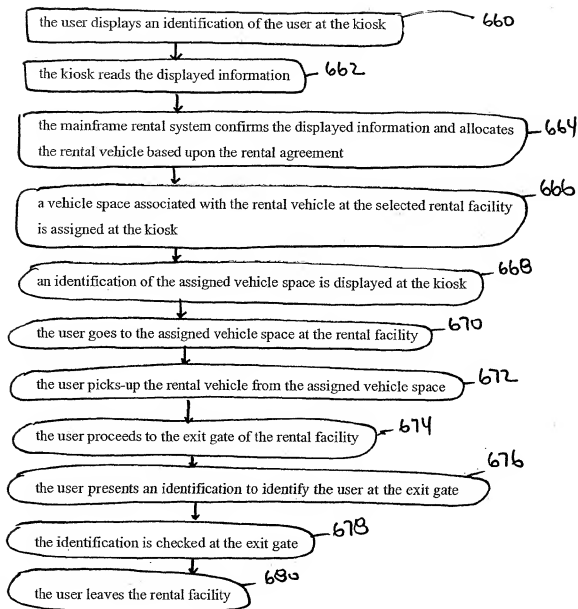 the user displays an identification of the user at the kiosk 660
the kiosk reads the displayed information 662
the mainframe rental system confirms the displayed information and allocates 664
the rental vehicle based upon the rental agreement
666
a vehicle space associated with the rental vehicle at the selected rental facility
is assigned at the kiosk
668
an identification of the assigned vehicle space is displayed at the kiosk
670
the user goes to the assigned vehicle space at the rental facility
672
the user picks-up the rental vehicle from the assigned vehicle space
674
the user proceeds to the exit gate of the rental facility
676
the user presents an identification to identify the user at the exit gate
678
the identification is checked at the exit gate
680
the user leaves the rental facility